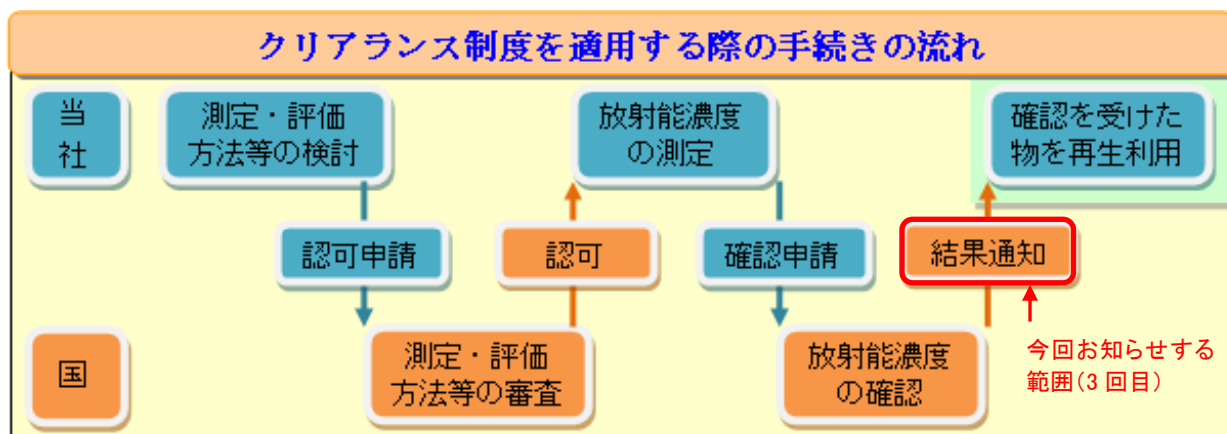 クリアランス制度を適用する際の手続きの流れ
当
社
測定・評価
方法等の検討
放射能濃度
の測定
確認を受けた
物を再生利用
認可申請
認可
確認申請
結果通知
国
測定・評価
方法等の審査
放射能濃度
の確認
今回お知らせする
範囲(3回目)